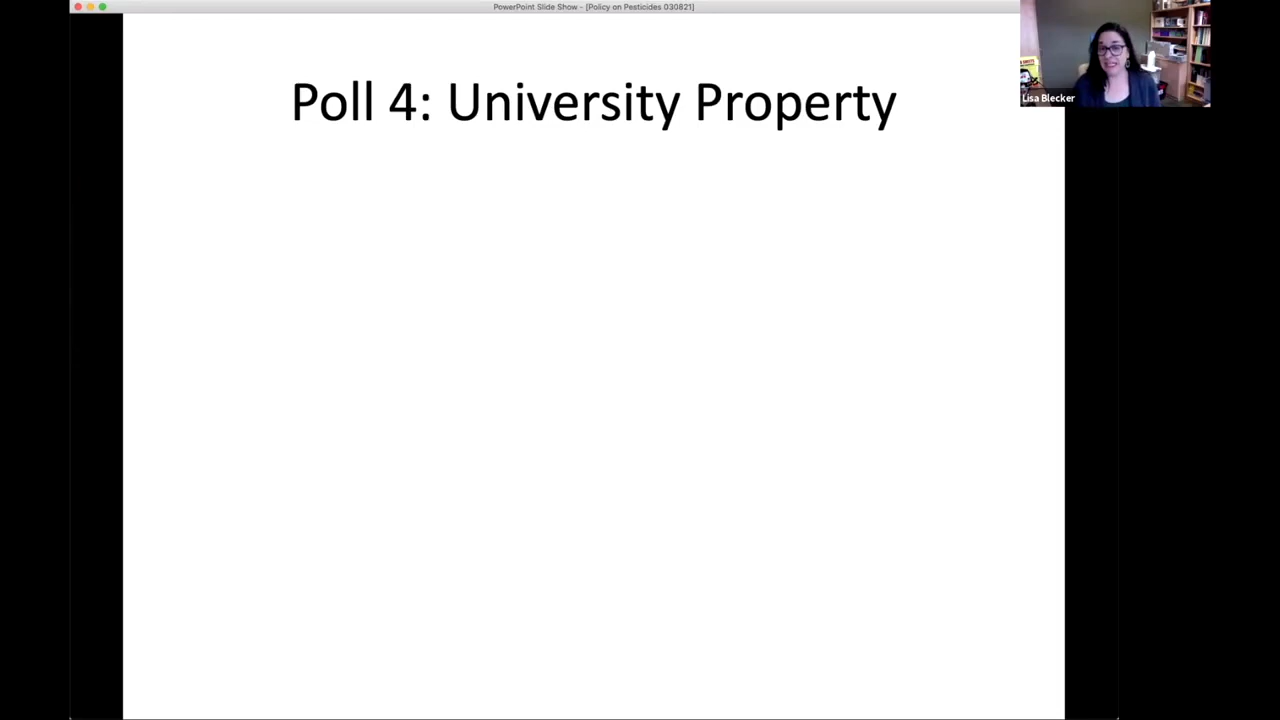 PowerPoint Slide Show - [Policy on Pesticides 030821]
Poll 4: University Property
Lisa Blecker